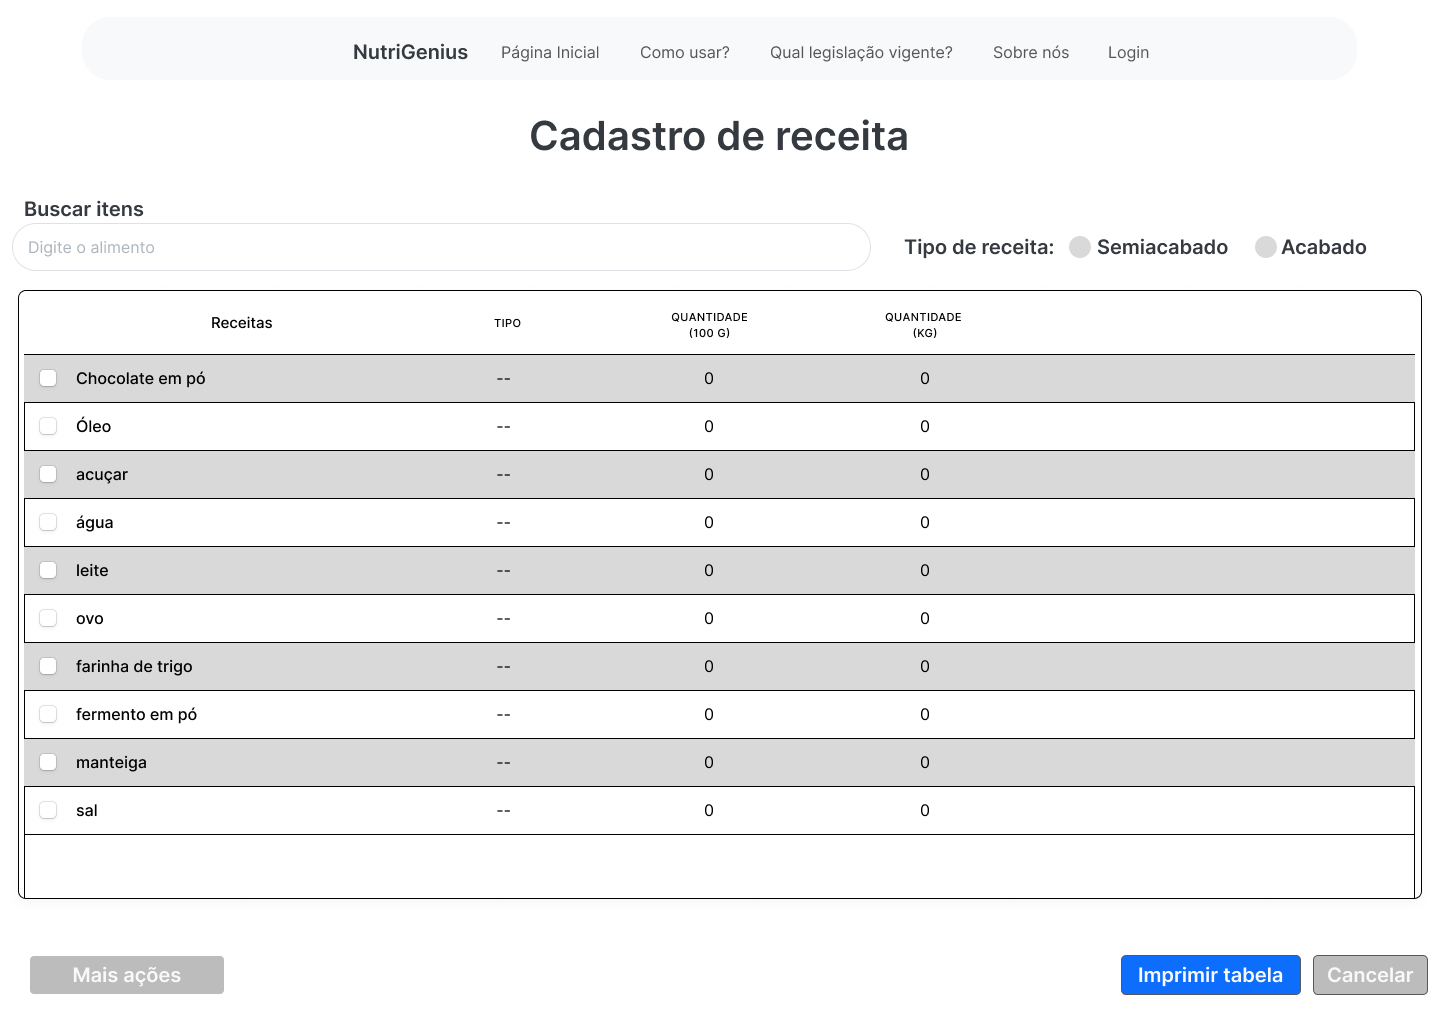 NutriGenius Página Inicial Como usar? Qual legislação vigente? Sobre nós Login
Cadastro de receita
Buscar itens
Digite o alimento
Tipo de receita: Semiacabado Acabado
Receitas TIPO QUANTIDADE (100 G) QUANTIDADE (KG)
Chocolate em pó -- 0 0
Óleo -- 0 0
acuçar -- 0 0
água -- 0 0
leite -- 0 0
ovo -- 0 0
farinha de trigo -- 0 0
fermento em pó -- 0 0
manteiga -- 0 0
sal -- 0 0
Mais ações Imprimir tabela Cancelar